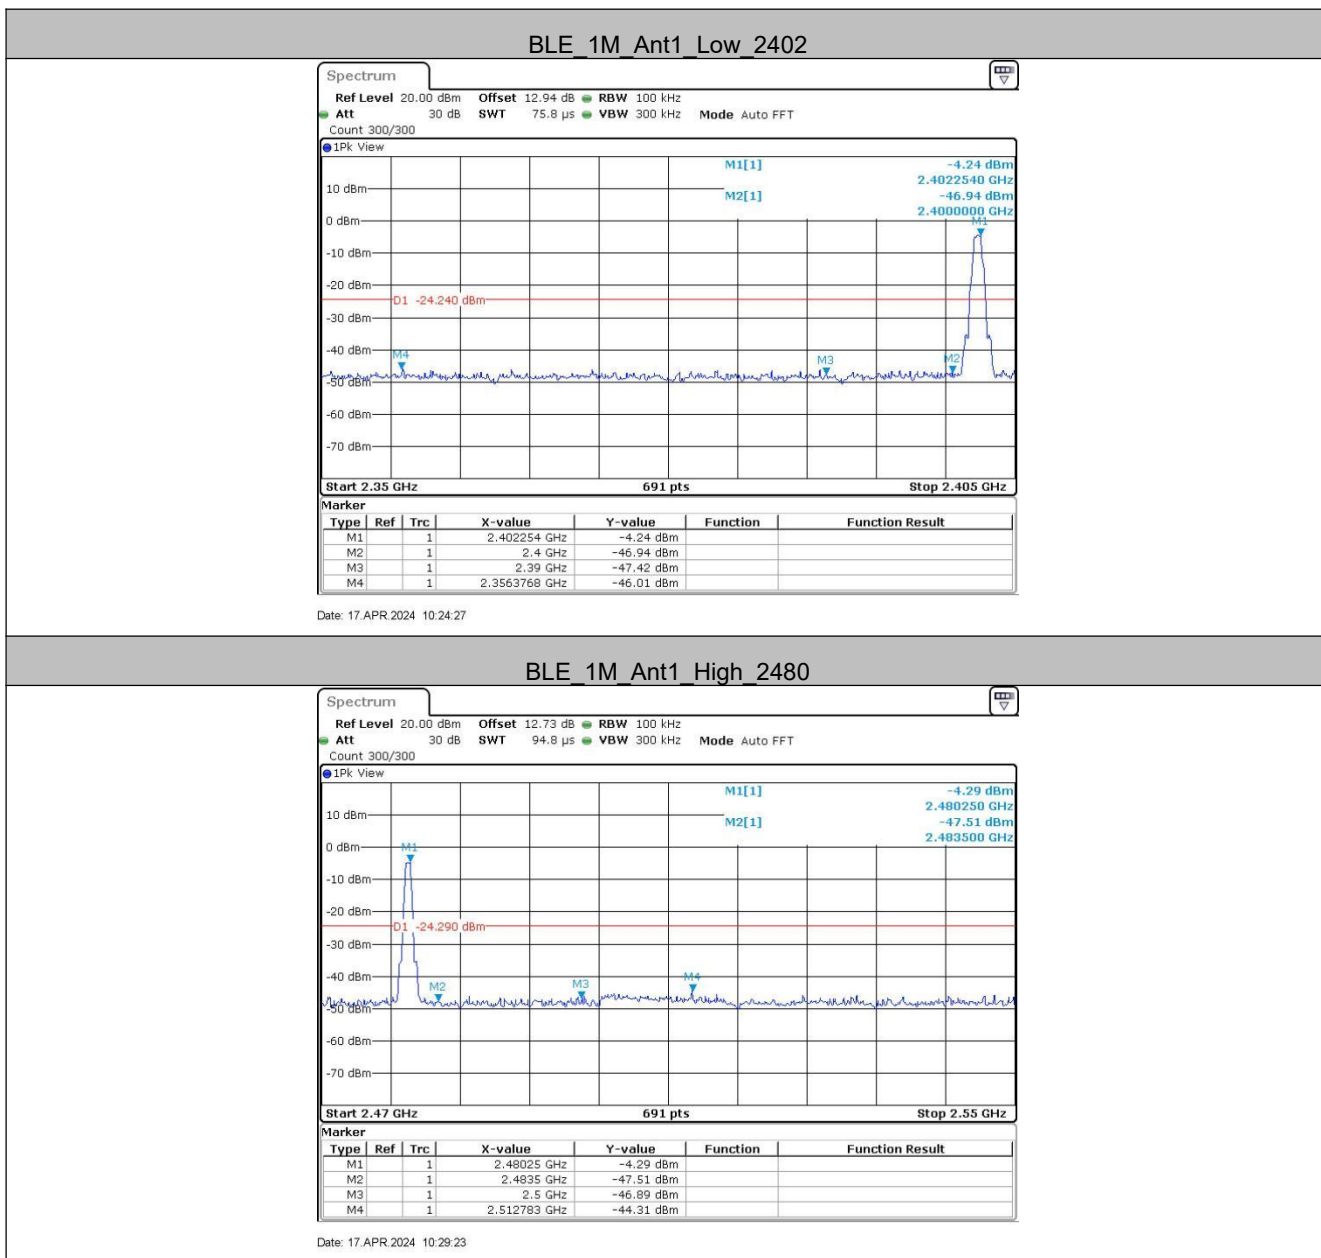 BLE_1M_Ant1_Low_2402
Spectrum
Ref Level 20.00 dBm Offset 12.94 dB RBW 100 kHz
Att 30 dB SWT 75.8 µs VBW 300 kHz Mode Auto FFT
Count 300/300
1Pk View
M1[1] -4.24 dBm
2.4022540 GHz
M2[1] -46.94 dBm
2.4000000 GHz
10 dBm
0 dBm
M1
-10 dBm
-20 dBm
D1 -24.240 dBm
-30 dBm
-40 dBm
M4 M3 M2
-50 dBm
-60 dBm
-70 dBm
Start 2.35 GHz 691 pts Stop 2.405 GHz
Marker
Type Ref Trc X-value Y-value Function Function Result
M1 1 2.402254 GHz -4.24 dBm
M2 1 2.4 GHz -46.94 dBm
M3 1 2.39 GHz -47.42 dBm
M4 1 2.3563768 GHz -46.01 dBm
Date: 17.APR.2024 10:24:27
BLE_1M_Ant1_High_2480
Spectrum
Ref Level 20.00 dBm Offset 12.73 dB RBW 100 kHz
Att 30 dB SWT 94.8 µs VBW 300 kHz Mode Auto FFT
Count 300/300
1Pk View
M1[1] -4.29 dBm
2.480250 GHz
M2[1] -47.51 dBm
2.483500 GHz
10 dBm
0 dBm
M1
-10 dBm
-20 dBm
D1 -24.290 dBm
-30 dBm
-40 dBm
M2 M3 M4
-50 dBm
-60 dBm
-70 dBm
Start 2.47 GHz 691 pts Stop 2.55 GHz
Marker
Type Ref Trc X-value Y-value Function Function Result
M1 1 2.48025 GHz -4.29 dBm
M2 1 2.4835 GHz -47.51 dBm
M3 1 2.5 GHz -46.89 dBm
M4 1 2.512783 GHz -44.31 dBm
Date: 17.APR.2024 10:29:23